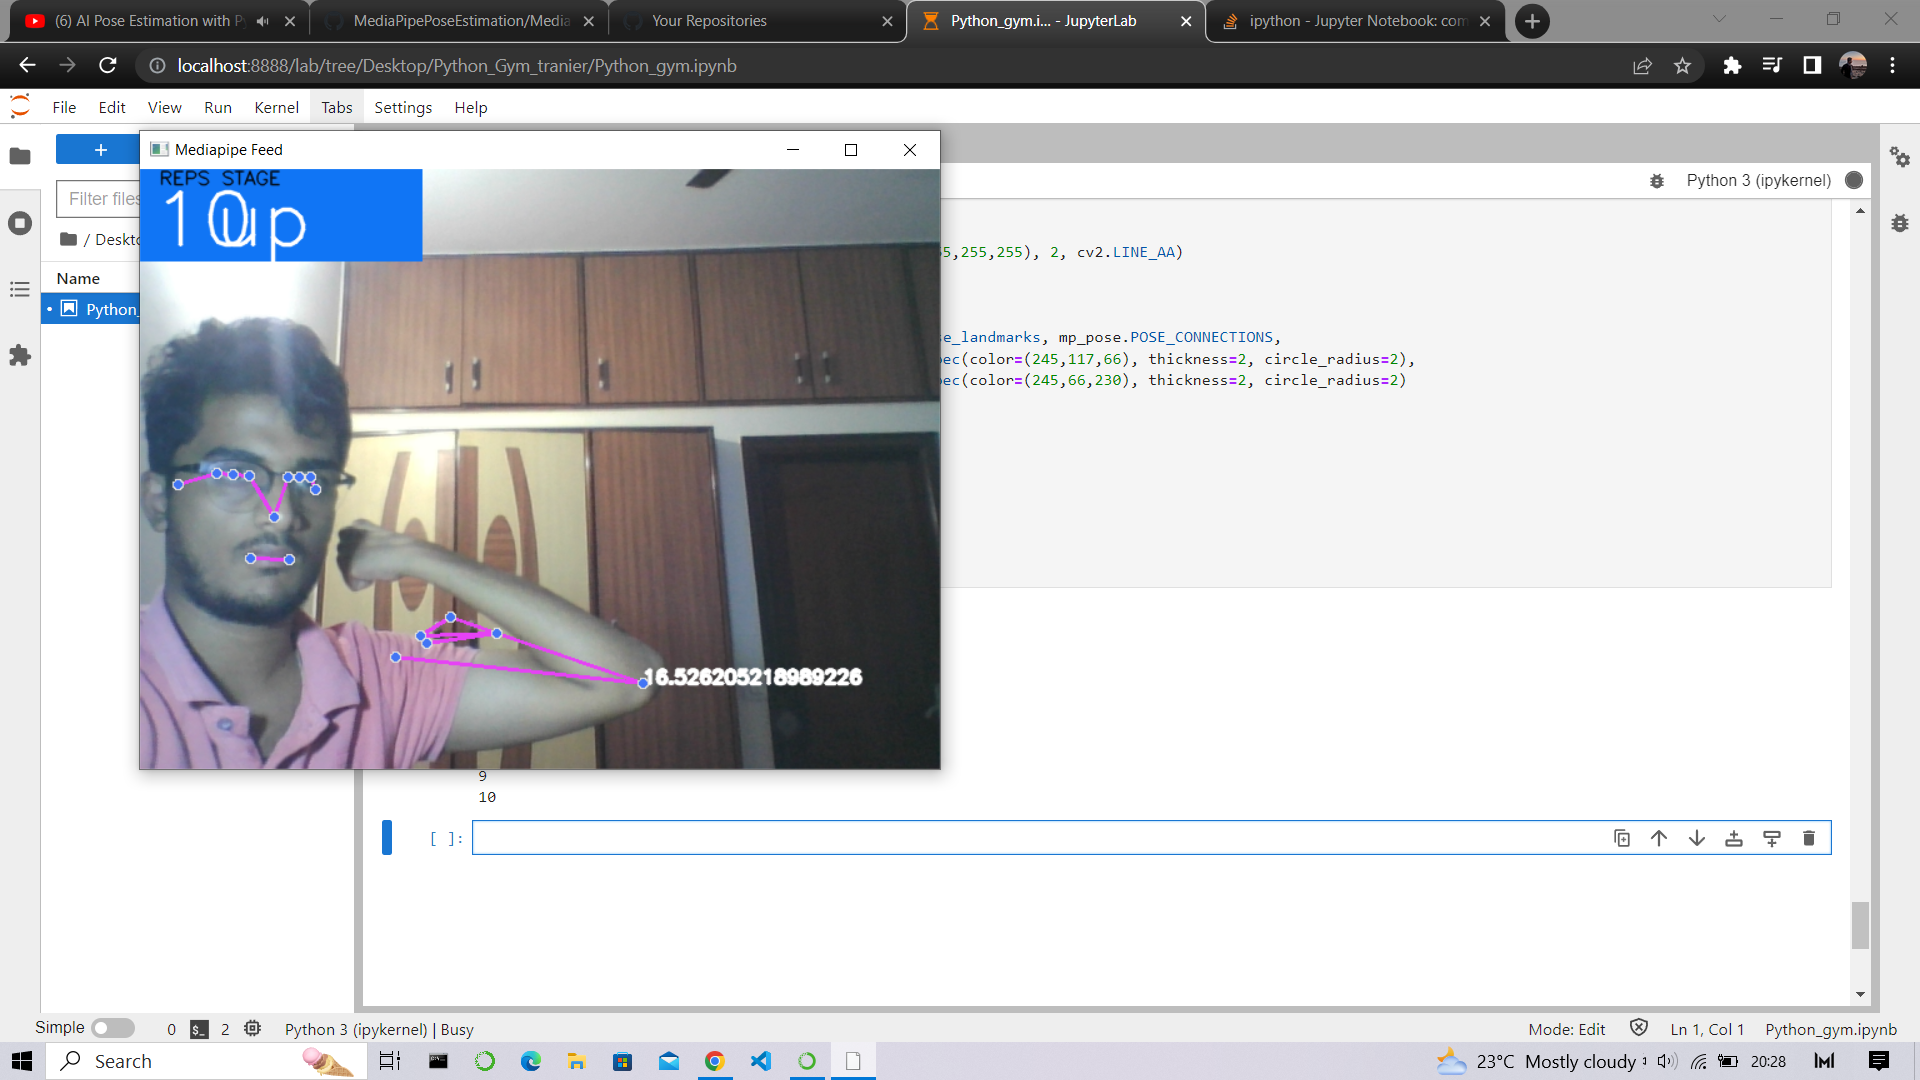 (6) AI Pose Estimation with Py
MediaPipePoseEstimation/Media
Your Repositories
Python_gym.i... - JupyterLab
ipython - Jupyter Notebook: com
localhost:8888/lab/tree/Desktop/Python_Gym_tranier/Python_gym.ipynb
File Edit View Run Kernel Tabs Settings Help
Mediapipe Feed
REPS STAGE
10up
Python 3 (ipykernel)
Filter files
/ Deskto
Name
Python_
5,255,255), 2, cv2.LINE_AA)
e_landmarks, mp_pose.POSE_CONNECTIONS,
ec(color=(245,117,66), thickness=2, circle_radius=2),
ec(color=(245,66,230), thickness=2, circle_radius=2)
16.526205218989226
9
10
[ ]:
Simple 0 2 Python 3 (ipykernel) | Busy
Mode: Edit Ln 1, Col 1 Python_gym.ipynb
Search
23°C Mostly cloudy 20:28